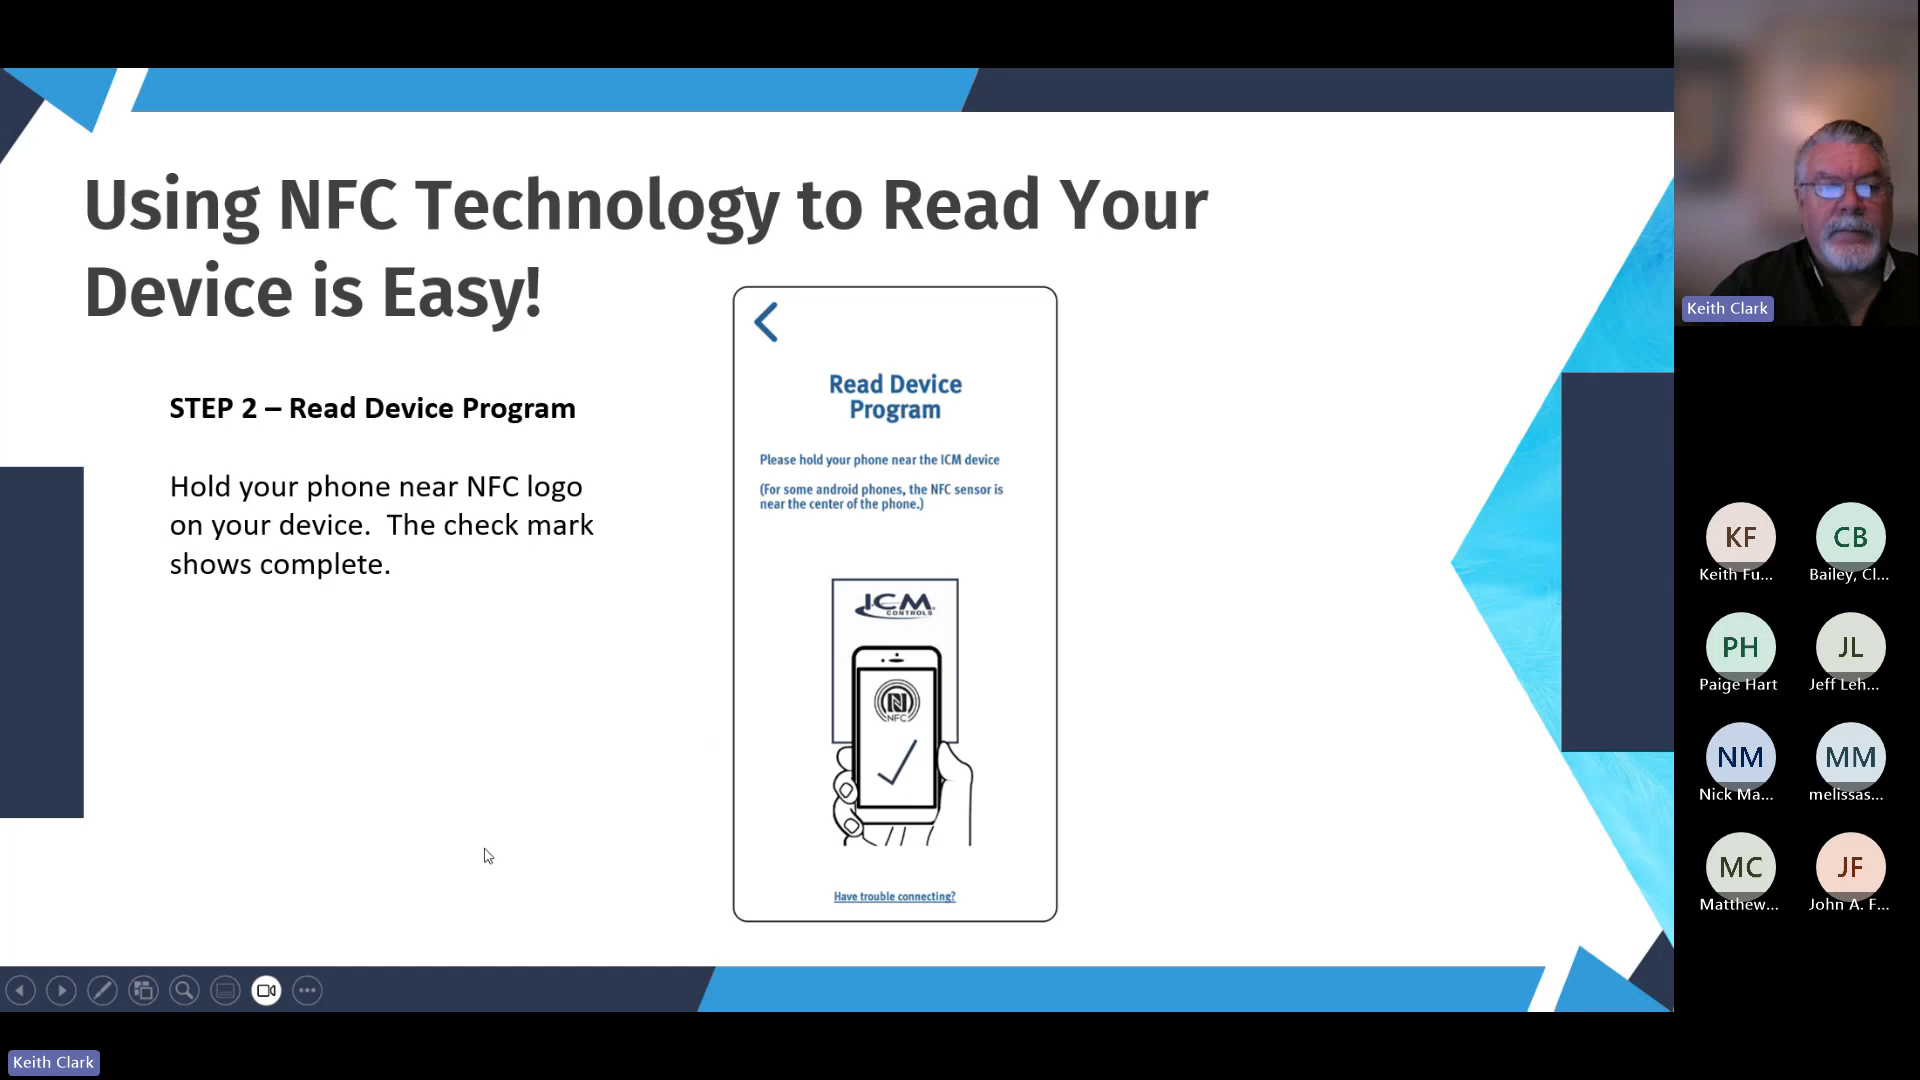 Using NFC Technology to Read Your
Device is Easy!
STEP 2 – Read Device Program
Hold your phone near NFC logo
on your device.  The check mark
shows complete.
Read Device
Program
Please hold your phone near the ICM device
(For some android phones, the NFC sensor is
near the center of the phone.)
ICM
CONTROLS
N
NFC
Have trouble connecting?
Keith Clark
KF
Keith Fu...
CB
Bailey, Cl...
PH
Paige Hart
JL
Jeff Leh...
NM
Nick Ma...
MM
melissas...
MC
Matthew...
JF
John A. F...
Keith Clark